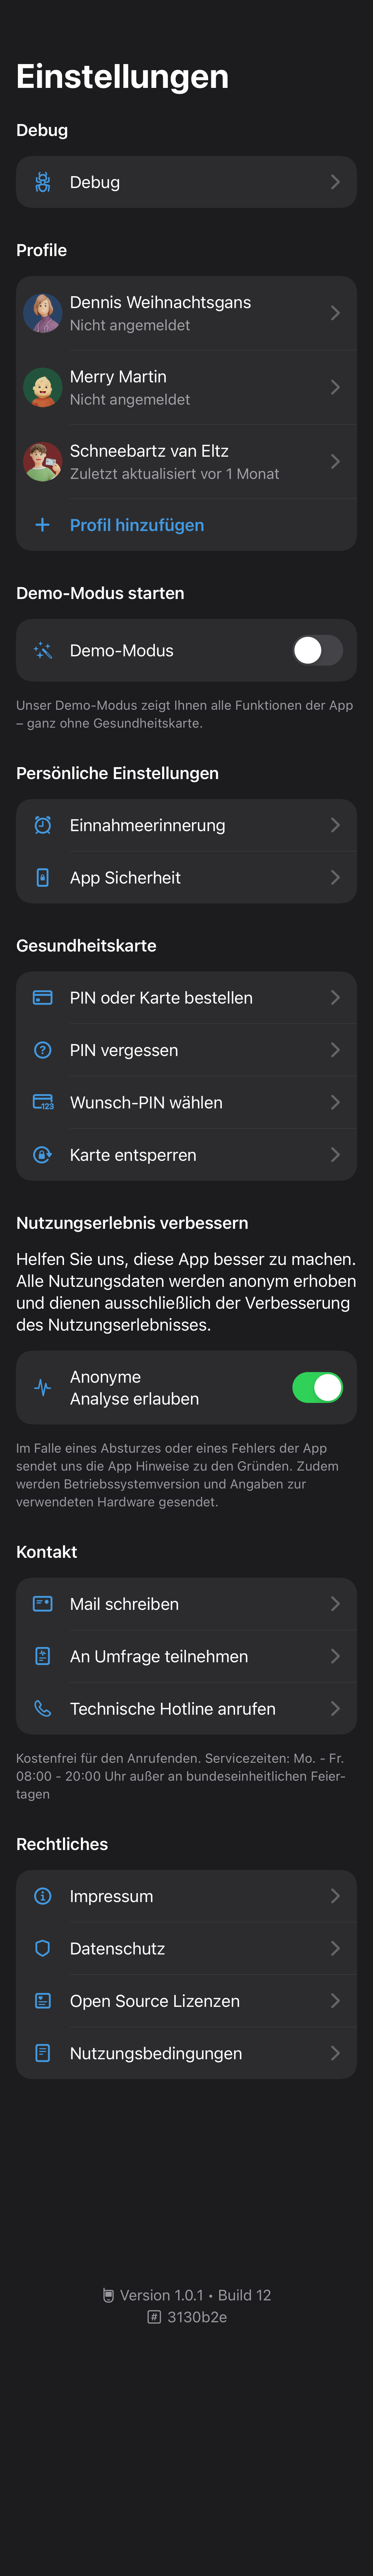 Einstellungen
Debug
Debug
Profile
Dennis Weihnachtsgans
Nicht angemeldet
Merry Martin
Nicht angemeldet
Schneebartz van Eltz
Zuletzt aktualisiert vor 1 Monat
Profil hinzufügen
Demo-Modus starten
Demo-Modus
Unser Demo-Modus zeigt Ihnen alle Funktionen der App
– ganz ohne Gesundheitskarte.
Persönliche Einstellungen
Einnahmeerinnerung
App Sicherheit
Gesundheitskarte
PIN oder Karte bestellen
PIN vergessen
123
Wunsch-PIN wählen
Karte entsperren
Nutzungserlebnis verbessern
Helfen Sie uns, diese App besser zu machen.
Alle Nutzungsdaten werden anonym erhoben
und dienen ausschließlich der Verbesserung
des Nutzungserlebnisses.
Anonyme
Analyse erlauben
Im Falle eines Absturzes oder eines Fehlers der App
sendet uns die App Hinweise zu den Gründen. Zudem
werden Betriebssystemversion und Angaben zur
verwendeten Hardware gesendet.
Kontakt
Mail schreiben
An Umfrage teilnehmen
Technische Hotline anrufen
Kostenfrei für den Anrufenden. Servicezeiten: Mo. - Fr.
08:00 - 20:00 Uhr außer an bundeseinheitlichen Feier-
tagen
Rechtliches
Impressum
Datenschutz
Open Source Lizenzen
Nutzungsbedingungen
Version 1.0.1 • Build 12
# 3130b2e